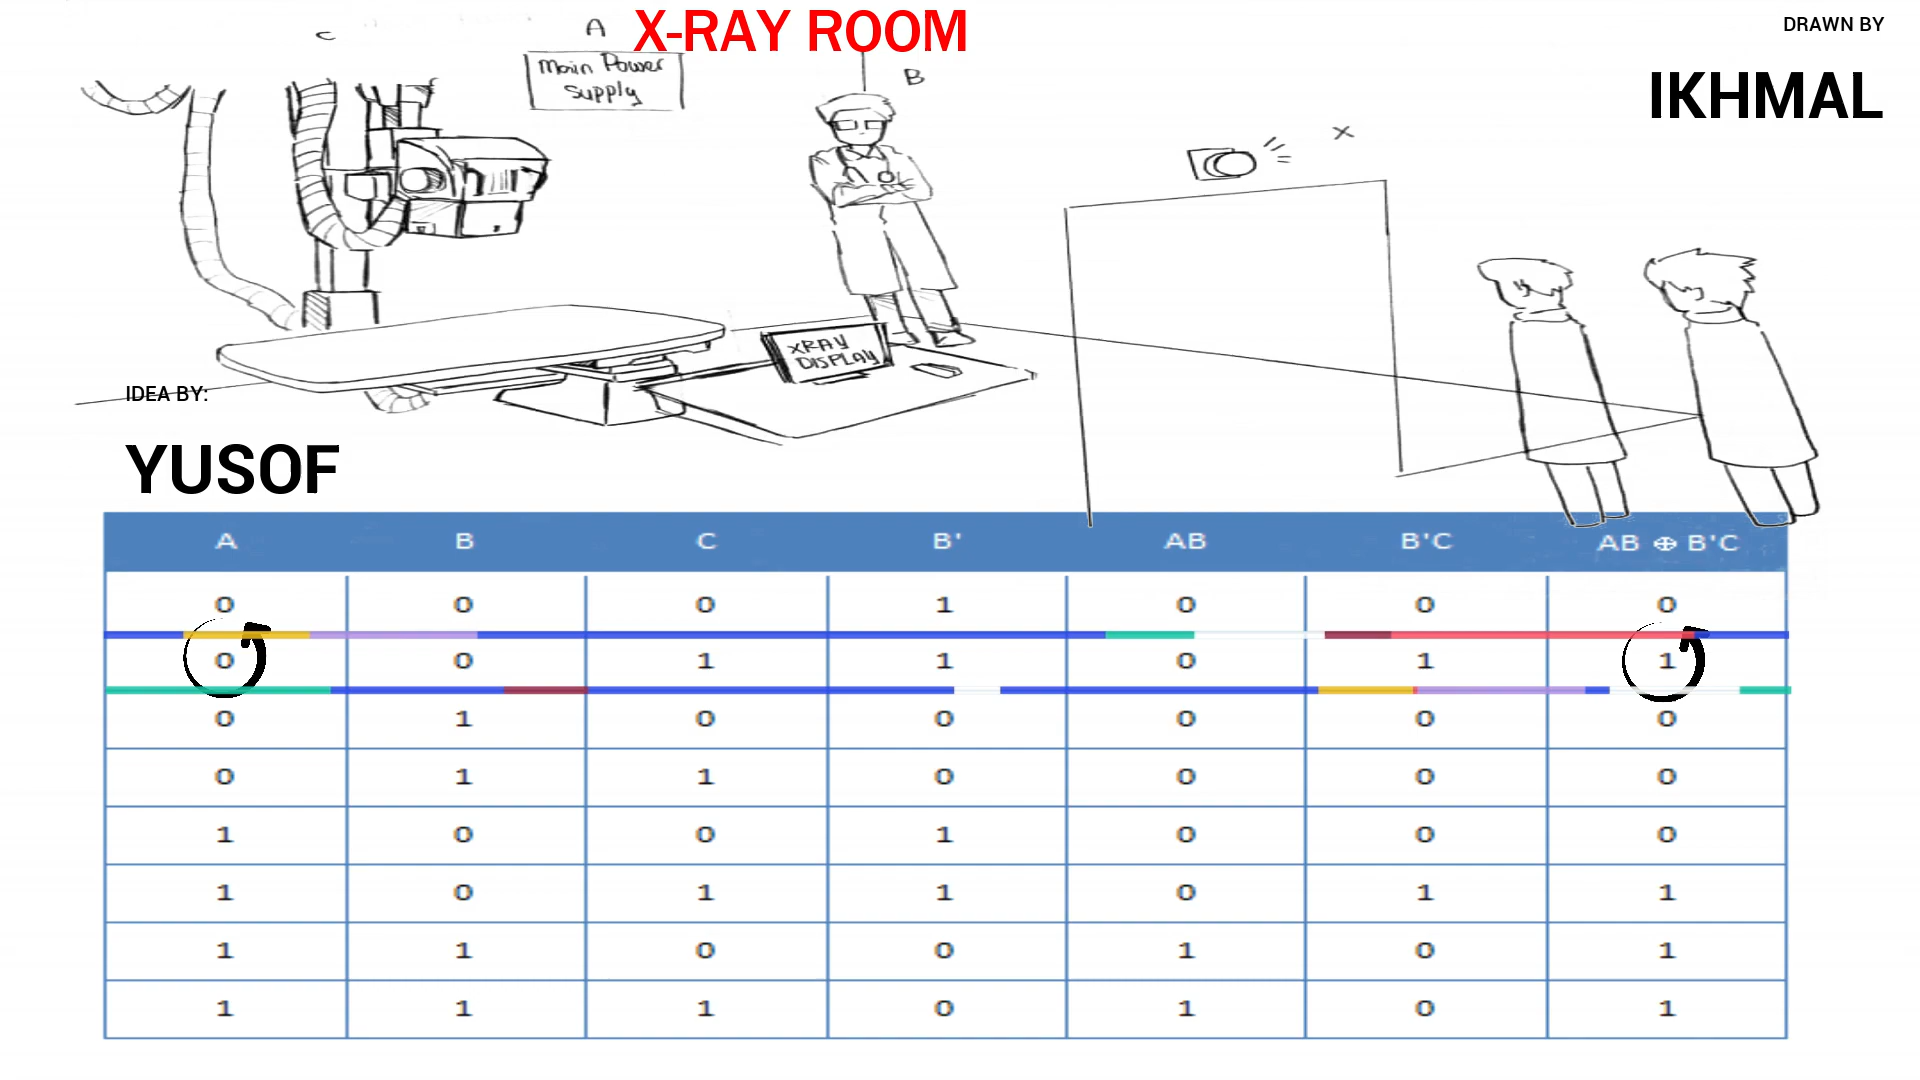 X-RAY ROOM
DRAWN BY
IKHMAL
C
A
Main Power
Supply
B
X
XRAY
DISPLAY
IDEA BY:
YUSOF
A B C B' AB B'C AB ⊕ B'C
0 0 0 1 0 0 0
0 0 1 1 0 1 1
0 1 0 0 0 0 0
0 1 1 0 0 0 0
1 0 0 1 0 0 0
1 0 1 1 0 1 1
1 1 0 0 1 0 1
1 1 1 0 1 0 1